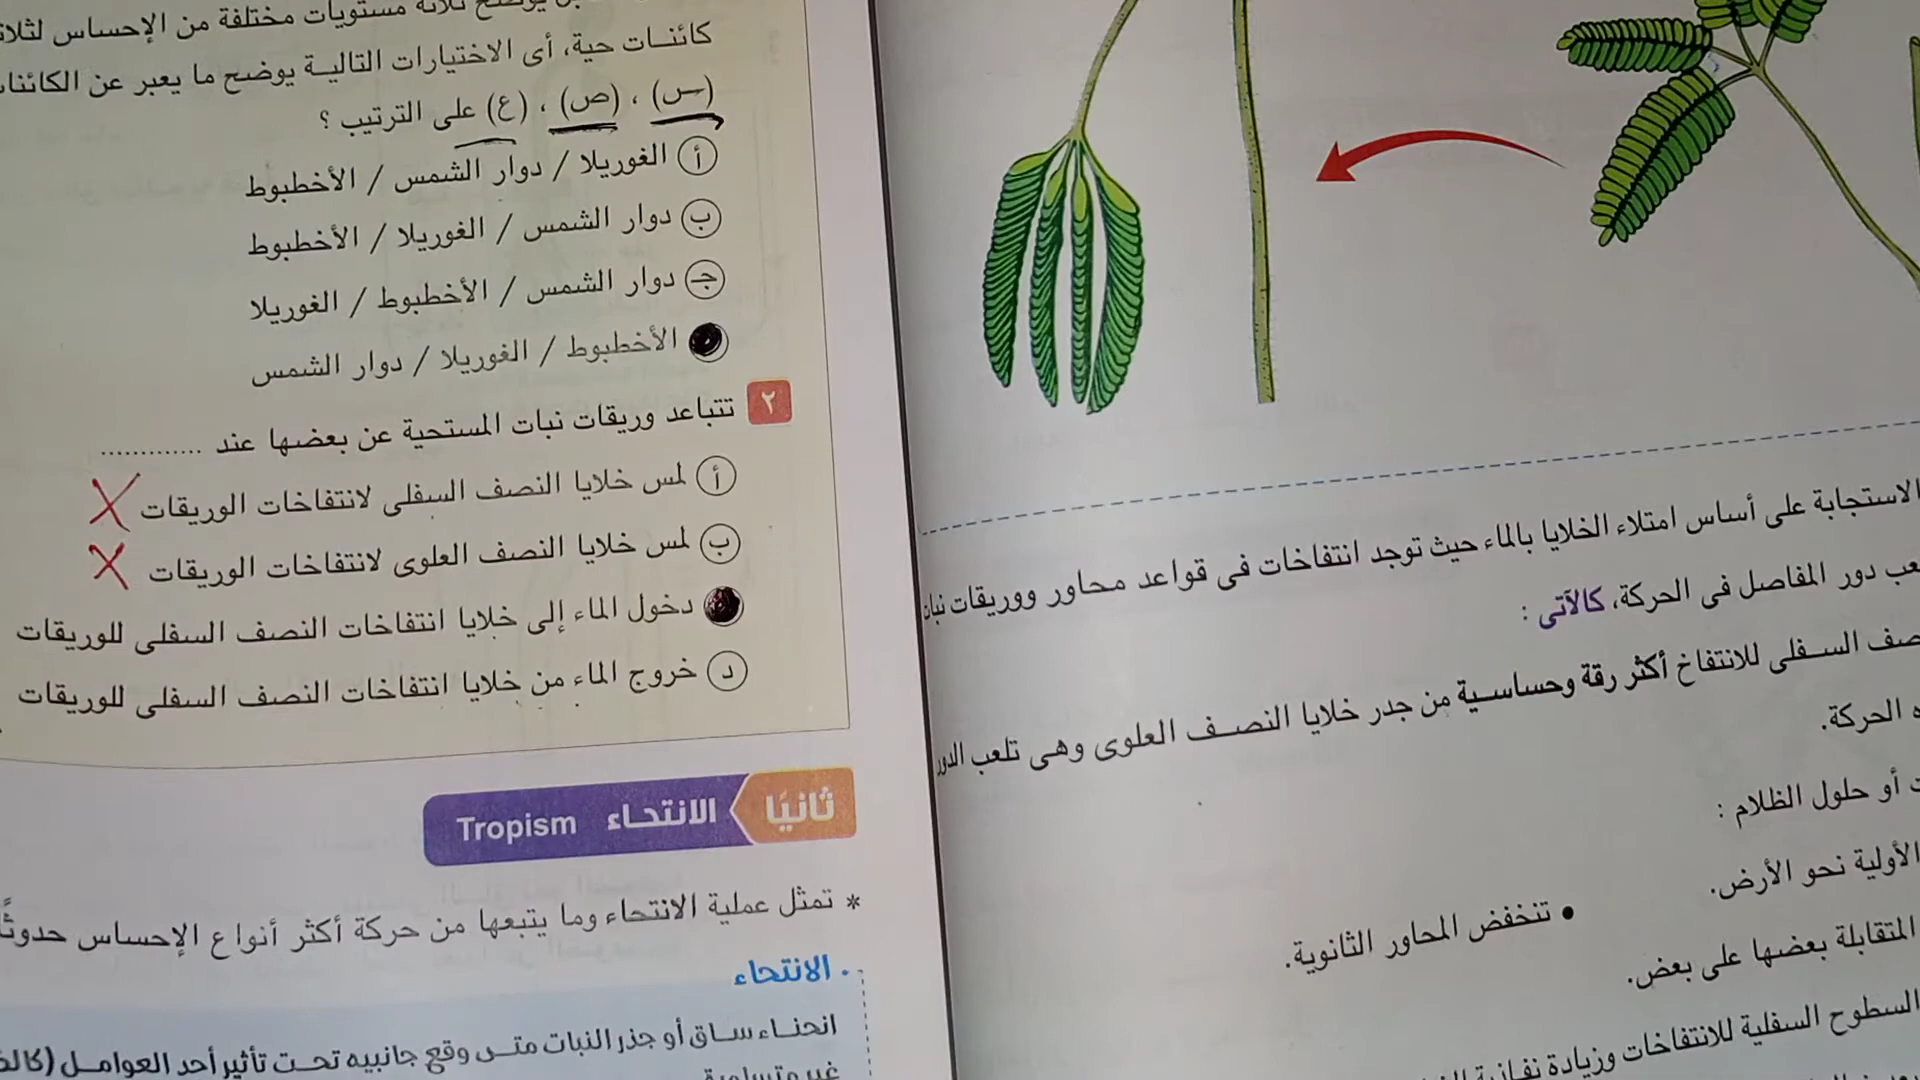 يوضح ثلاثة مستويات مختلفة من الإحساس
كائنات حية، أى الاختيارات التالية يوضح ما يعبر عن
(س) ، (ص) ، (ع) على الترتيب ؟
أ الغوريلا / دوار الشمس / الأخطبوط
ب دوار الشمس / الغوريلا / الأخطبوط
جـ دوار الشمس / الأخطبوط / الغوريلا
الأخطبوط / الغوريلا / دوار الشمس
٢ تتباعد وريقات نبات المستحية عن بعضها عند ............
أ لمس خلايا النصف السفلى لانتفاخات الوريقات
ب لمس خلايا النصف العلوى لانتفاخات الوريقات
دخول الماء إلى خلايا انتفاخات النصف السفلى للوريقات
د خروج الماء من خلايا انتفاخات النصف السفلى للوريقات
ثانيًا الانتحاء Tropism
* تمثل عملية الانتحاء وما يتبعها من حركة أكثر أنواع الإحساس
الانتحاء
انحناء ساق أو جذر النبات متى وقع جانبيه تحت تأثير أحد العوامل
الاستجابة على أساس امتلاء الخلايا بالماء حيث توجد انتفاخات فى قواعد محاور ووريقات
دور المفاصل فى الحركة، كالآتى :
السفلى للانتفاخ أكثر رقة وحساسية من جدر خلايا النصف العلوى وهى تلعب
الحركة.
أو حلول الظلام :
الأولية نحو الأرض.
• تنخفض المحاور الثانوية.
المتقابلة بعضها على بعض.
السطوح السفلية للانتفاخات وزيادة